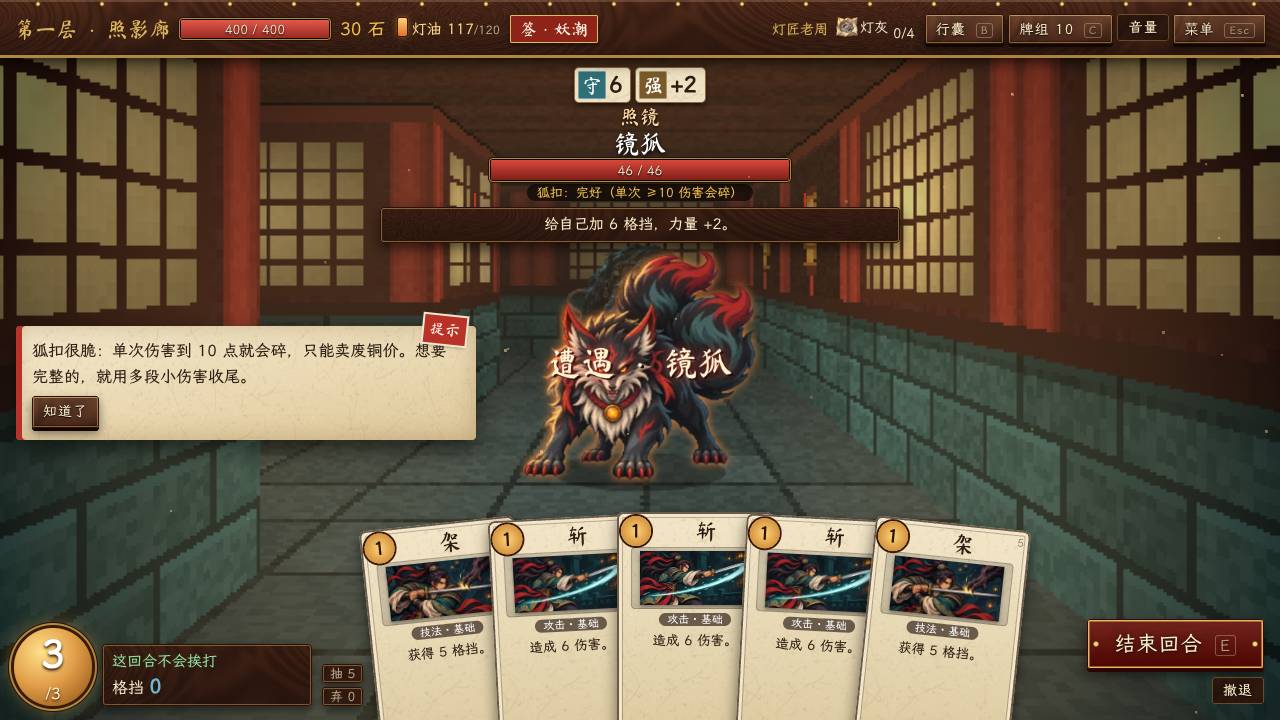 第一层 · 照影廊
400 / 400
30 石
灯油 117/120
签 · 妖潮
灯匠老周
灯灰 0/4
行囊 B
牌组 10 C
音量
菜单 Esc
守 6
强 +2
照镜
镜狐
46 / 46
狐扣：完好（单次 ≥10 伤害会碎）
给自己加 6 格挡，力量 +2。
提示
狐扣很脆：单次伤害到 10 点就会碎，只能卖废铜价。想要
完整的，就用多段小伤害收尾。
知道了
遭遇 · 镜狐
1 架
技法·基础
获得 5 格挡。
1 斩
攻击·基础
造成 6 伤害。
1 斩
攻击·基础
造成 6 伤害。
1 斩
攻击·基础
造成 6 伤害。
1 架 5
技法·基础
获得 5 格挡。
3
/3
这回合不会挨打
格挡 0
抽 5
弃 0
结束回合 E
撤退